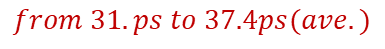 from 31. ps to 37.4ps(ave. )